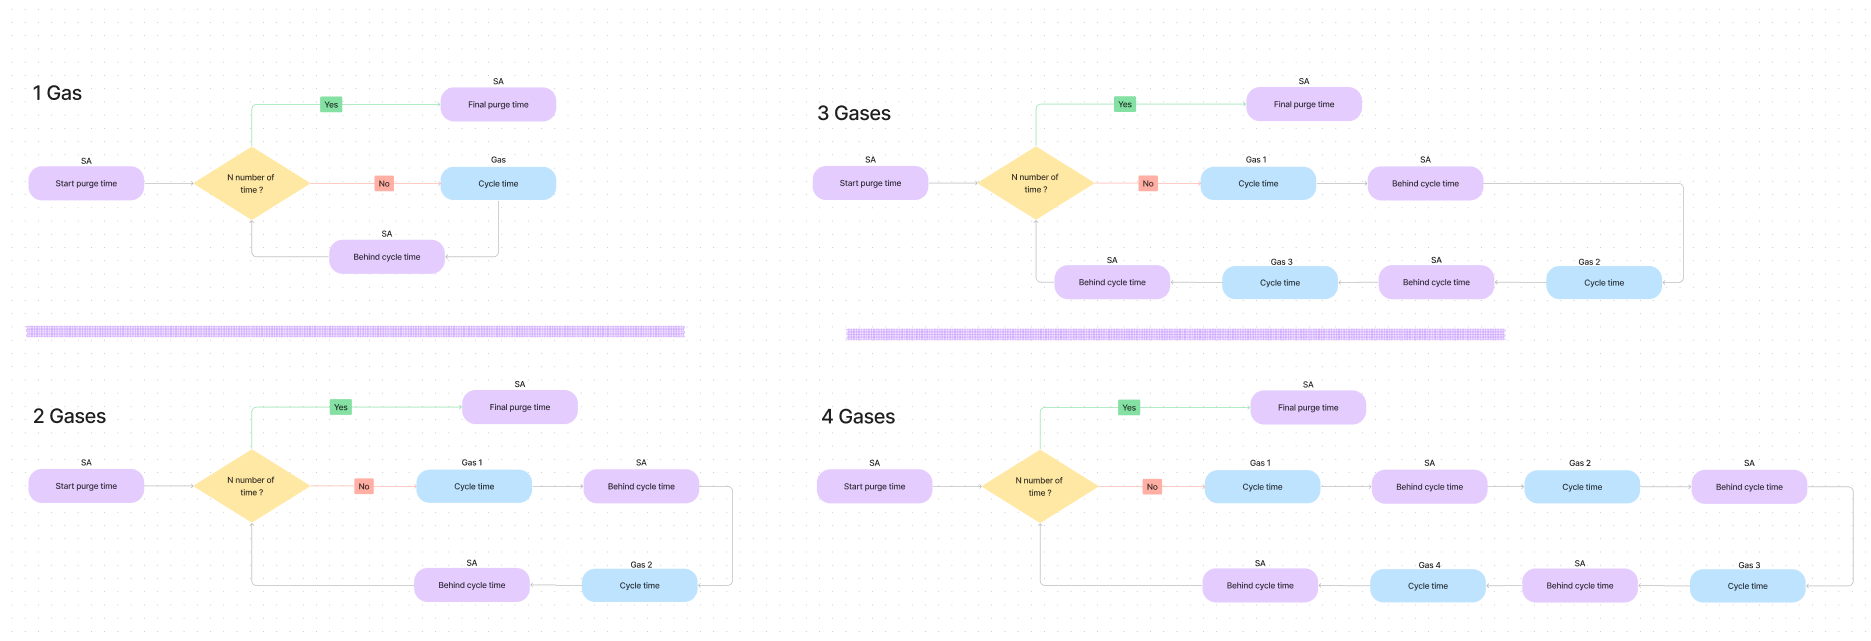 1 Gas
SA
Yes
Final purge time
SA
Start purge time
N number of
time ?
No
Gas
Cycle time
SA
Behind cycle time
2 Gases
SA
Yes
Final purge time
SA
Start purge time
N number of
time ?
No
Gas 1
Cycle time
SA
Behind cycle time
SA
Behind cycle time
Gas 2
Cycle time
3 Gases
SA
Yes
Final purge time
SA
Start purge time
N number of
time ?
No
Gas 1
Cycle time
SA
Behind cycle time
SA
Behind cycle time
Gas 3
Cycle time
SA
Behind cycle time
Gas 2
Cycle time
4 Gases
SA
Yes
Final purge time
SA
Start purge time
N number of
time ?
No
Gas 1
Cycle time
SA
Behind cycle time
Gas 2
Cycle time
SA
Behind cycle time
SA
Behind cycle time
Gas 4
Cycle time
SA
Behind cycle time
Gas 3
Cycle time